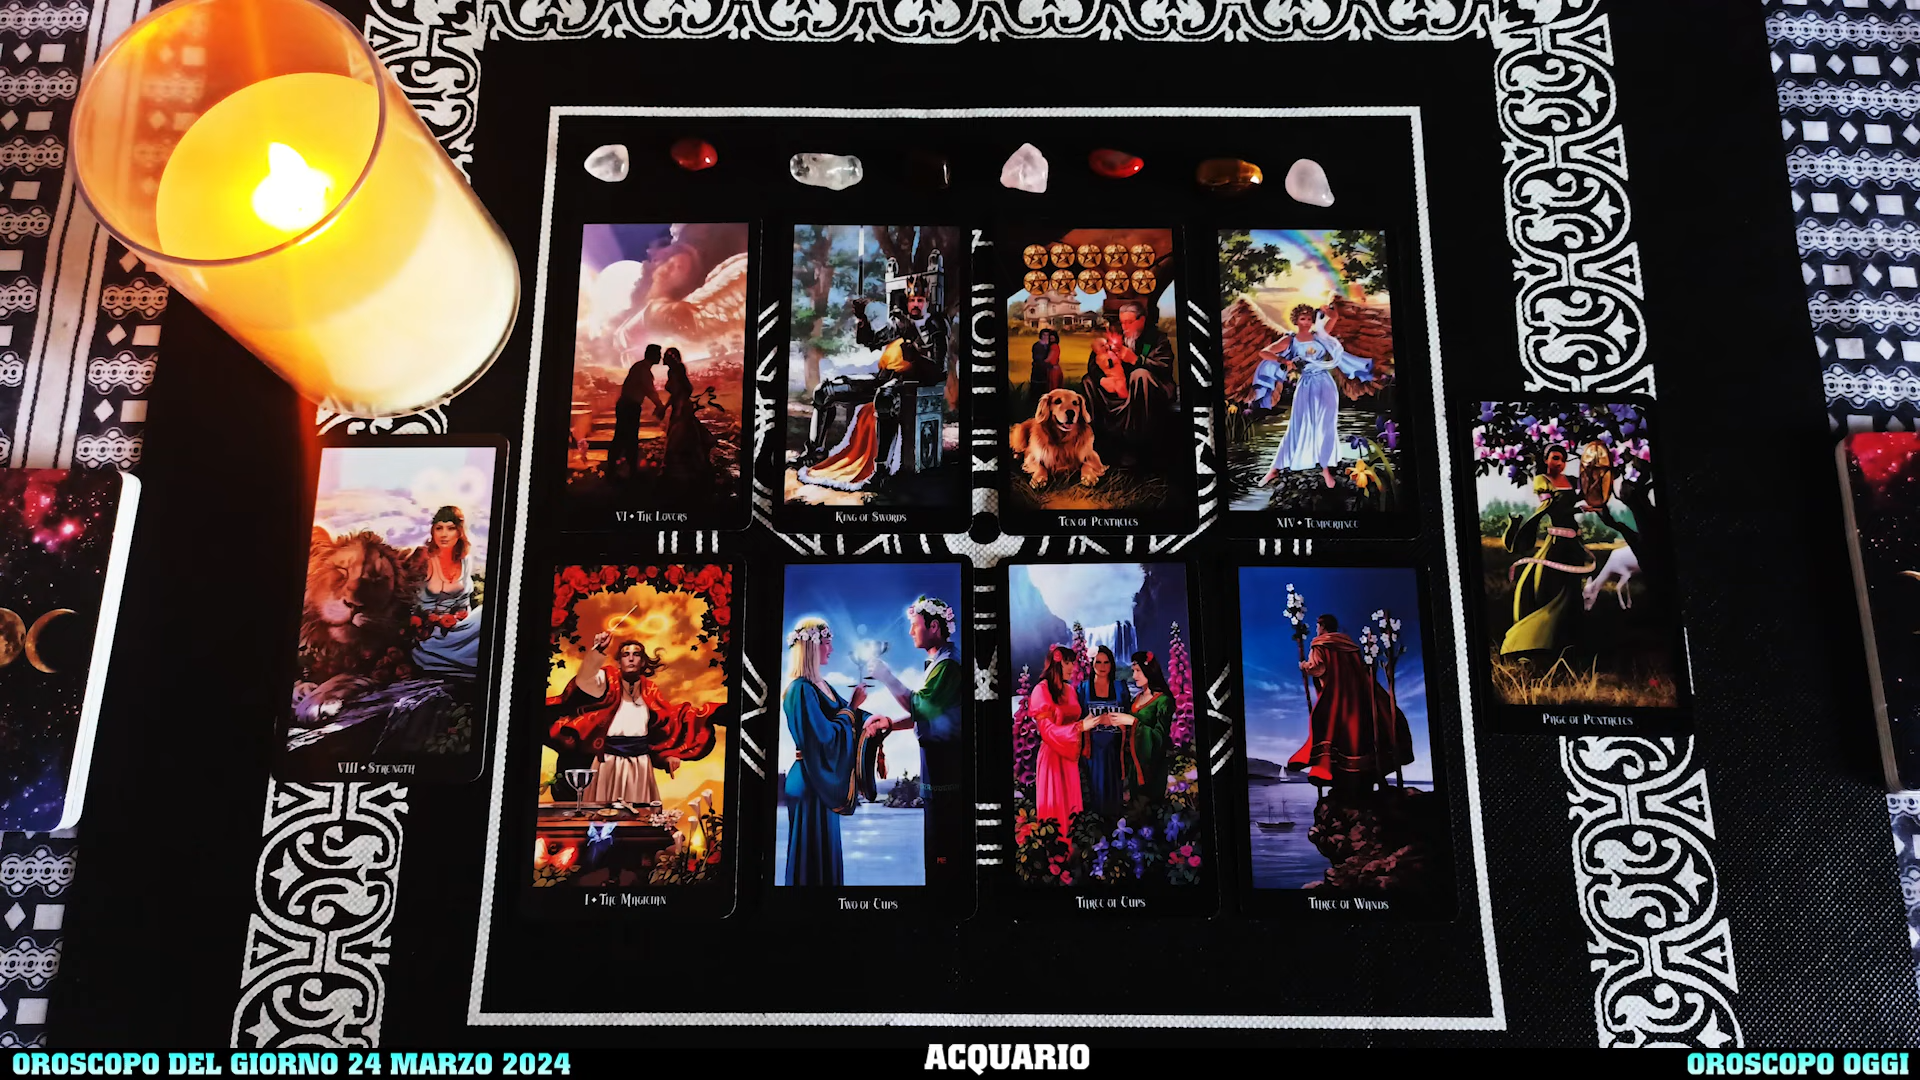 VI • The Lovers
King of Swords
Ten of Pentacles
XIV • Temperance
VIII • Strength
Page of Pentacles
I • The Magician
Two of Cups
Three of Cups
Three of Wands
OROSCOPO DEL GIORNO 24 MARZO 2024
ACQUARIO
OROSCOPO OGGI